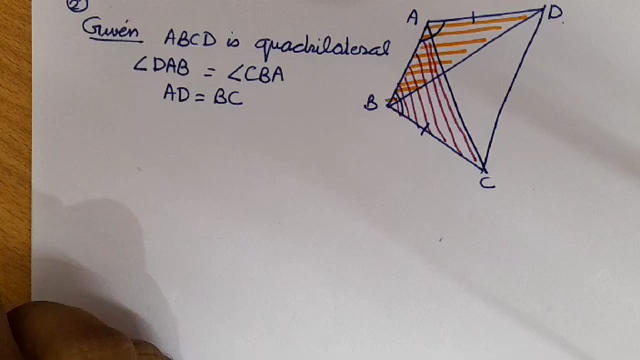 ②
Given ABCD is quadrilateral
∠DAB = ∠CBA
AD = BC
A
D.
B
C